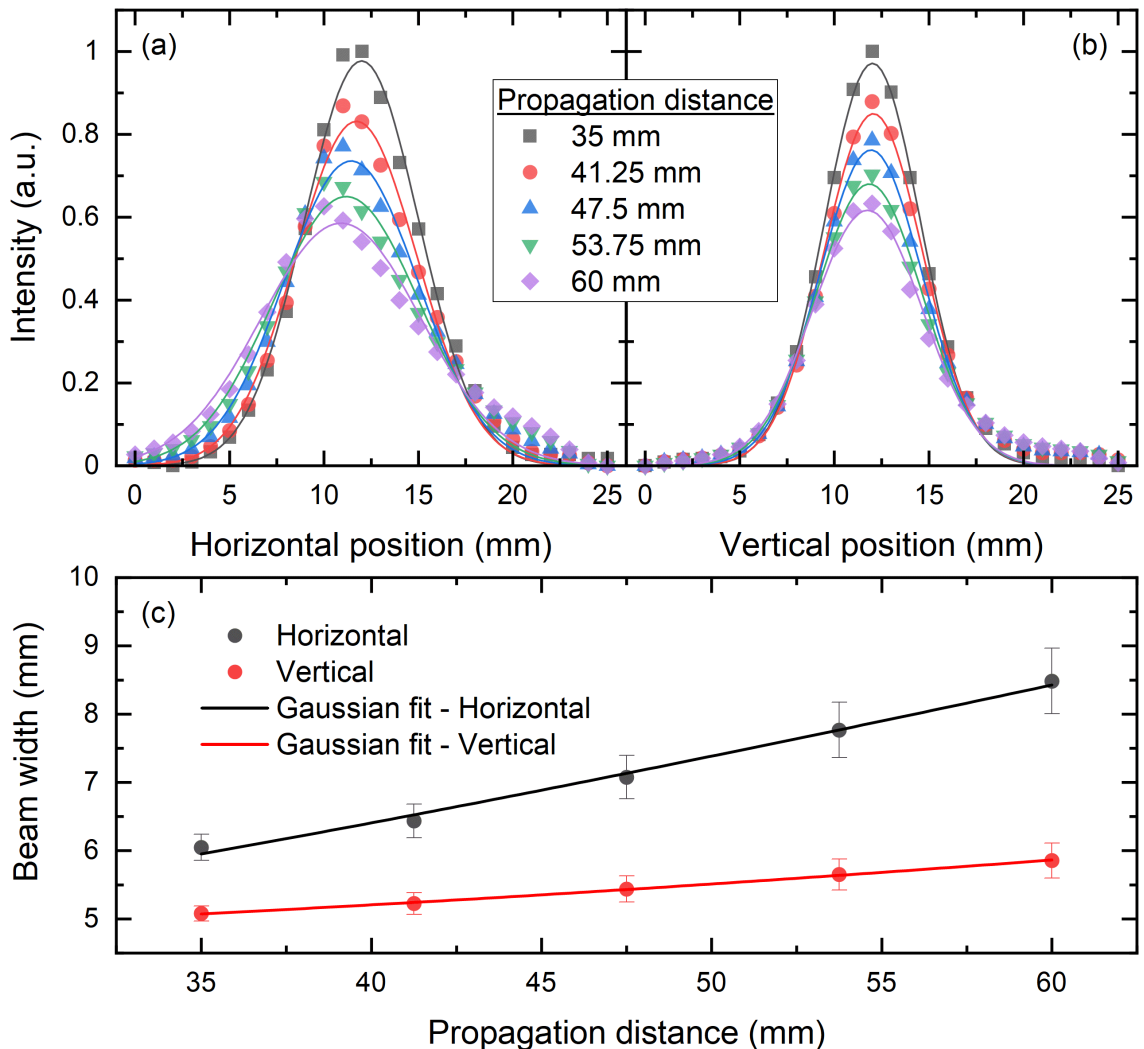 (a)
(b)
Intensity (a.u.)
1
0.8
0.6
0.4
0.2
0
Propagation distance
35 mm
41.25 mm
47.5 mm
53.75 mm
60 mm
0 5 10 15 20 25
0 5 10 15 20 25
Horizontal position (mm)
Vertical position (mm)
(c)
Beam width (mm)
10
9
8
7
6
5
Horizontal
Vertical
Gaussian fit - Horizontal
Gaussian fit - Vertical
35 40 45 50 55 60
Propagation distance (mm)